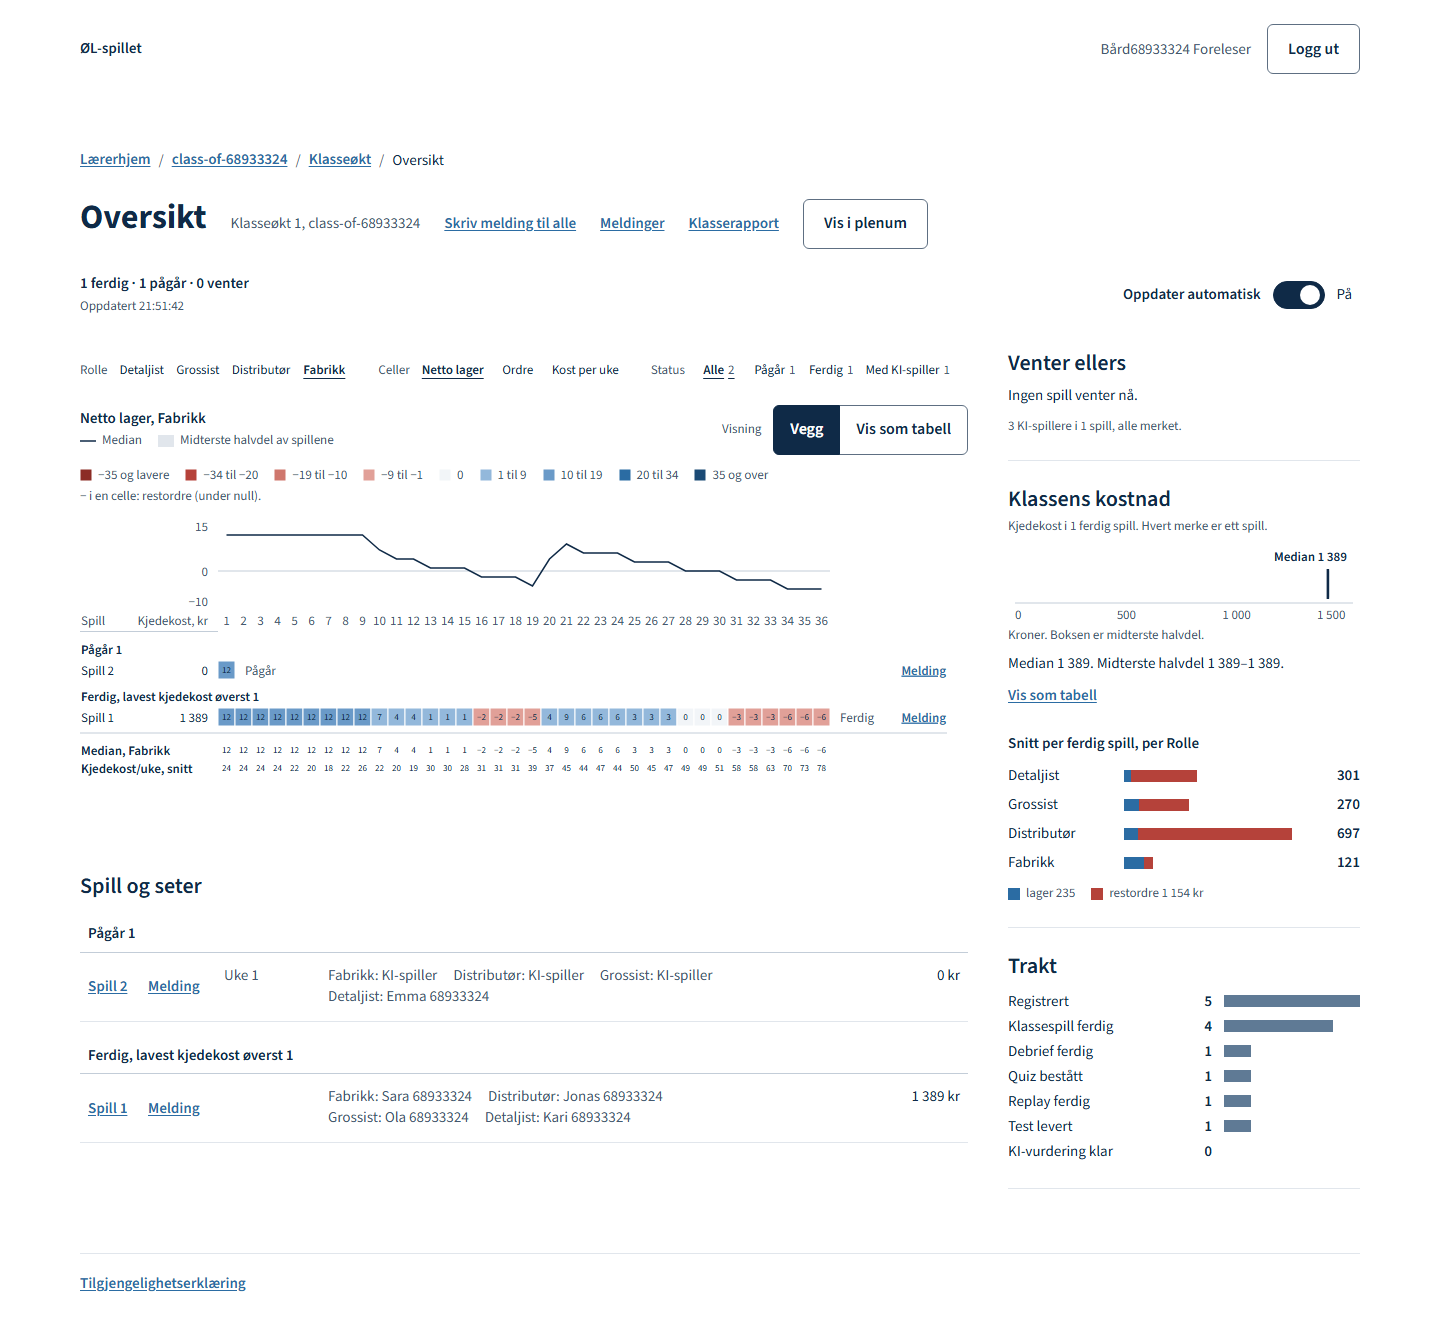 ØL-spillet
Bård68933324 Foreleser
Logg ut
Lærerhjem / class-of-68933324 / Klasseøkt / Oversikt
Oversikt Klasseøkt 1, class-of-68933324 Skriv melding til alle Meldinger Klasserapport Vis i plenum
1 ferdig · 1 pågår · 0 venter
Oppdatert 21:51:42
Oppdater automatisk På
Rolle Detaljist Grossist Distributør Fabrikk Celler Netto lager Ordre Kost per uke Status Alle 2 Pågår 1 Ferdig 1 Med KI-spiller 1
Netto lager, Fabrikk
Median Midterste halvdel av spillene
Visning Vegg Vis som tabell
−35 og lavere −34 til −20 −19 til −10 −9 til −1 0 1 til 9 10 til 19 20 til 34 35 og over
− i en celle: restordre (under null).
15
0
−10
Spill Kjedekost, kr 1 2 3 4 5 6 7 8 9 10 11 12 13 14 15 16 17 18 19 20 21 22 23 24 25 26 27 28 29 30 31 32 33 34 35 36
Pågår 1
Spill 2 0 12 Pågår Melding
Ferdig, lavest kjedekost øverst 1
Spill 1 1 389 12 12 12 12 12 12 12 12 12 7 4 4 1 1 1 −2 −2 −2 −5 4 9 6 6 6 3 3 3 0 0 0 −3 −3 −3 −6 −6 −6 Ferdig Melding
Median, Fabrikk 12 12 12 12 12 12 12 12 12 7 4 4 1 1 1 −2 −2 −2 −5 4 9 6 6 6 3 3 3 0 0 0 −3 −3 −3 −6 −6 −6
Kjedekost/uke, snitt 24 24 24 24 22 20 18 22 26 22 20 19 30 30 28 31 31 31 39 37 45 44 47 44 50 45 47 49 49 51 58 58 63 70 73 78
Spill og seter
Pågår 1
Spill 2 Melding Uke 1 Fabrikk: KI-spiller Distributør: KI-spiller Grossist: KI-spiller 0 kr
Detaljist: Emma 68933324
Ferdig, lavest kjedekost øverst 1
Spill 1 Melding Fabrikk: Sara 68933324 Distributør: Jonas 68933324 1 389 kr
Grossist: Ola 68933324 Detaljist: Kari 68933324
Venter ellers
Ingen spill venter nå.
3 KI-spillere i 1 spill, alle merket.
Klassens kostnad
Kjedekost i 1 ferdig spill. Hvert merke er ett spill.
Median 1 389
0 500 1 000 1 500
Kroner. Boksen er midterste halvdel.
Median 1 389. Midterste halvdel 1 389–1 389.
Vis som tabell
Snitt per ferdig spill, per Rolle
Detaljist 301
Grossist 270
Distributør 697
Fabrikk 121
lager 235 restordre 1 154 kr
Trakt
Registrert 5
Klassespill ferdig 4
Debrief ferdig 1
Quiz bestått 1
Replay ferdig 1
Test levert 1
KI-vurdering klar 0
Tilgjengelighetserklæring